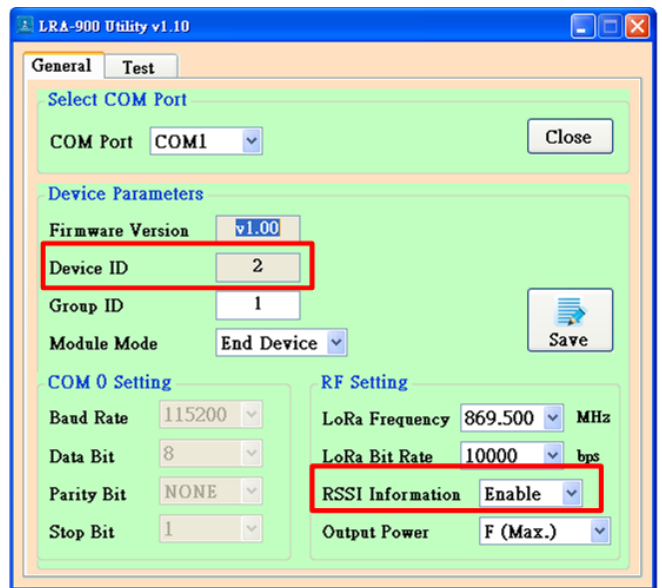 LRA-900 Utility v1.10
General Test
Select COM Port
COM Port COM1 Close
Device Parameters
Firmware Version v1.00
Device ID 2
Group ID 1
Module Mode End Device Save
COM 0 Setting
Baud Rate 115200
Data Bit 8
Parity Bit NONE
Stop Bit 1
RF Setting
LoRa Frequency 869.500 MHz
LoRa Bit Rate 10000 bps
RSSI Information Enable
Output Power F (Max.)